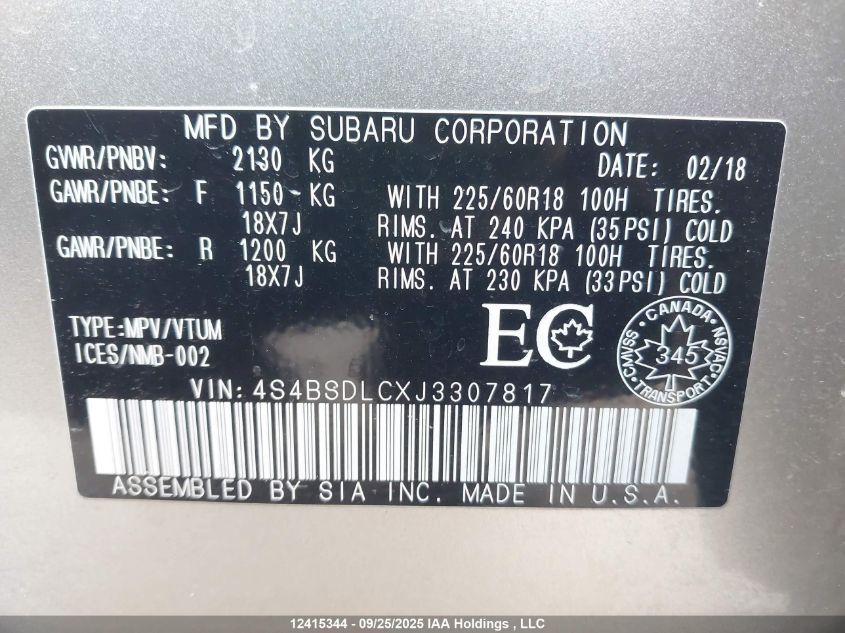 MFD BY SUBARU CORPORATION
GVWR/PNBV: 2130 KG DATE: 02/18
GAWR/PNBE: F 1150 KG WITH 225/60R18 100H TIRES.
18X7J RIMS. AT 240 KPA (35PSI) COLD
GAWR/PNBE: R 1200 KG WITH 225/60R18 100H TIRES.
18X7J RIMS. AT 230 KPA (33PSI) COLD
TYPE:MPV/VTUM
ICES/NMB-002
EC
CANADA
CMVSS 345 NSVAC
TRANSPORT
VIN:4S4BSDLCXJ3307817
ASSEMBLED BY SIA INC. MADE IN U.S.A.
12415344 - 09/25/2025 IAA Holdings , LLC